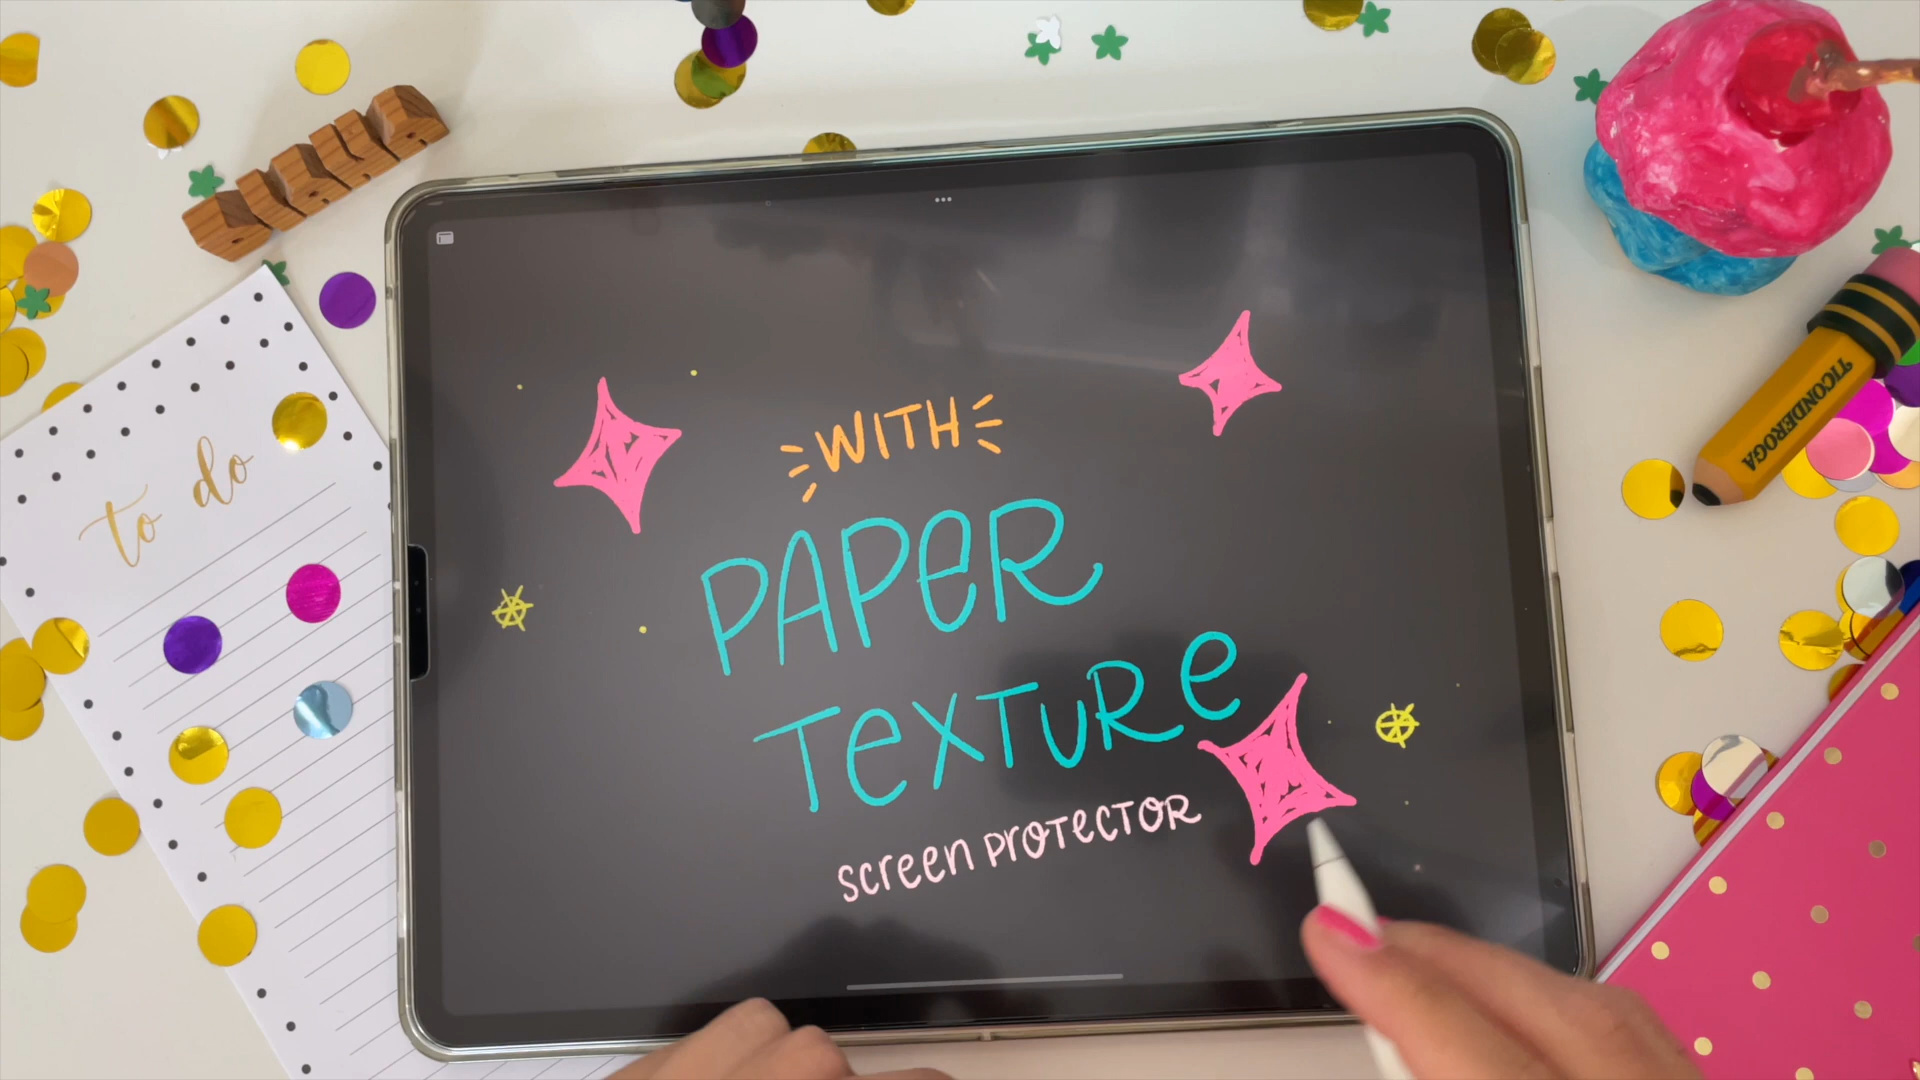 to do
WITH
PAPeR
TeXTURe
screen proTecTOR
TICONDEROGA